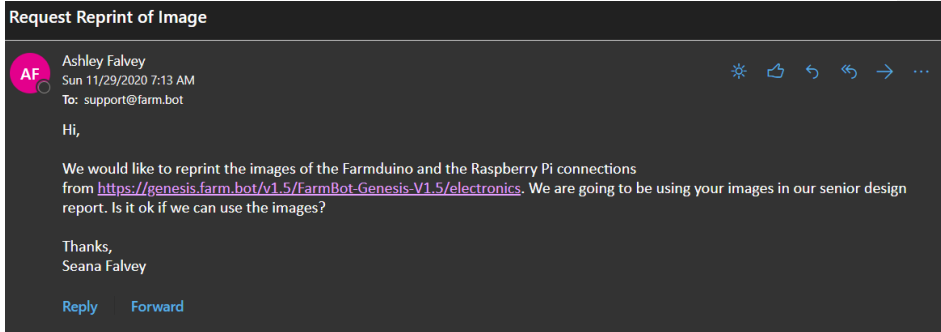 Request Reprint of Image
AF
Ashley Falvey
Sun 11/29/2020 7:13 AM
To: support@farm.bot
Hi,
We would like to reprint the images of the Farmduino and the Raspberry Pi connections
from https://genesis.farm.bot/v1.5/FarmBot-Genesis-V1.5/electronics. We are going to be using your images in our senior design
report. Is it ok if we can use the images?
Thanks,
Seana Falvey
Reply Forward